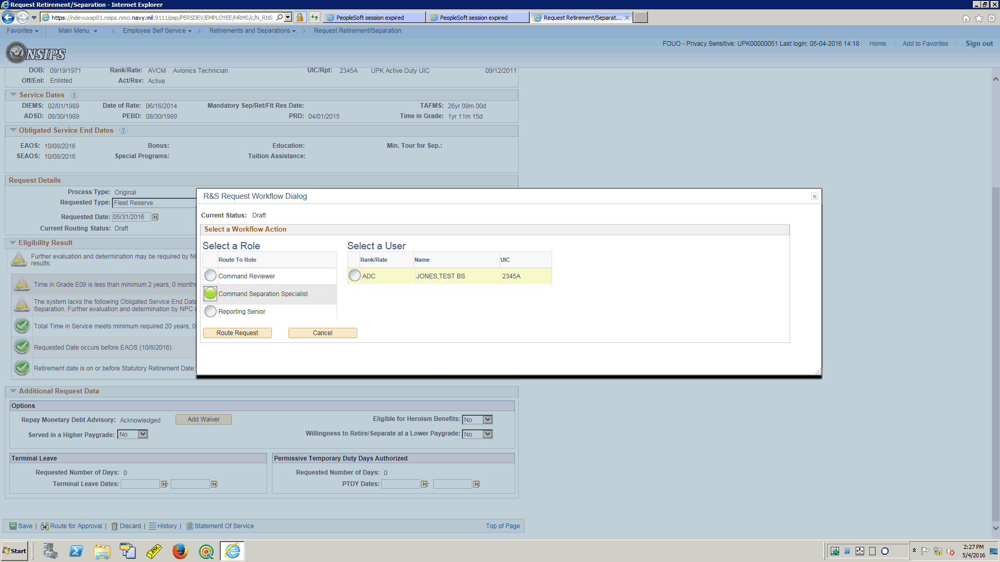 Request Retirement/Separation - Internet Explorer
https://ndevuxap01.nsips.nmci.navy.mil:9111/psp/PERSDEV/EMPLOYEE/HRMS/c/N_RNS_
PeopleSoft session expired
PeopleSoft session expired
Request Retirement/Separat...
Favorites
Main Menu
Employee Self Service
Retirements and Separations
Request Retirement/Separation
NSIPS
FOUO - Privacy Sensitive: UPK00000051 Last login: 05-04-2016 14:18
Home
Add to Favorites
Sign out
DOB: 09/19/1971 Rank/Rate: AVCM Avionics Technician UIC/Rpt: 2345A UPK Active Duty UIC 09/12/2011
Off/Enl: Enlisted Act/Rsv: Active
Service Dates ?
DIEMS: 02/01/1989 Date of Rate: 06/16/2014 Mandatory Sep/Ret/Flt Res Date: TAFMS: 26yr 09m 00d
ADSD: 08/30/1989 PEBD: 08/30/1989 PRD: 04/01/2015 Time in Grade: 1yr 11m 15d
Obligated Service End Dates ?
EAOS: 10/08/2016 Bonus: Education: Min. Tour for Sep.:
SEAOS: 10/08/2016 Special Programs: Tuition Assistance:
Request Details
Process Type: Original
Requested Type: Fleet Reserve
Requested Date: 05/31/2016 31
Current Routing Status: Draft
Eligibility Result
Further evaluation and determination may be required by
results:
Time in Grade E09 is less than minimum 2 years, 0 months
The system lacks the following Obligated Service End Date
Separation. Further evaluation and determination by NPC
Total Time in Service meets minimum required 20 years, 0
Requested Date occurs before EAOS (10/8/2016).
Retirement date is on or before Statutory Retirement Date:
R&S Request Workflow Dialog
Current Status: Draft
Select a Workflow Action
Select a Role
Route To Role
Command Reviewer
Command Separation Specialist
Reporting Senior
Select a User
Rank/Rate Name UIC
ADC JONES,TEST BS 2345A
Route Request Cancel
Additional Request Data
Options
Repay Monetary Debt Advisory: Acknowledged Add Waiver Eligible for Heroism Benefits: No
Served in a Higher Paygrade: No Willingness to Retire/Separate at a Lower Paygrade: No
Terminal Leave
Requested Number of Days: 0
Terminal Leave Dates: 31 - 31
Permissive Temporary Duty Days Authorized
Requested Number of Days: 0
PTDY Dates: 31 - 31
Save | Route for Approval | Discard | History | Statement Of Service Top of Page
Start
24K
2:27 PM
5/4/2016